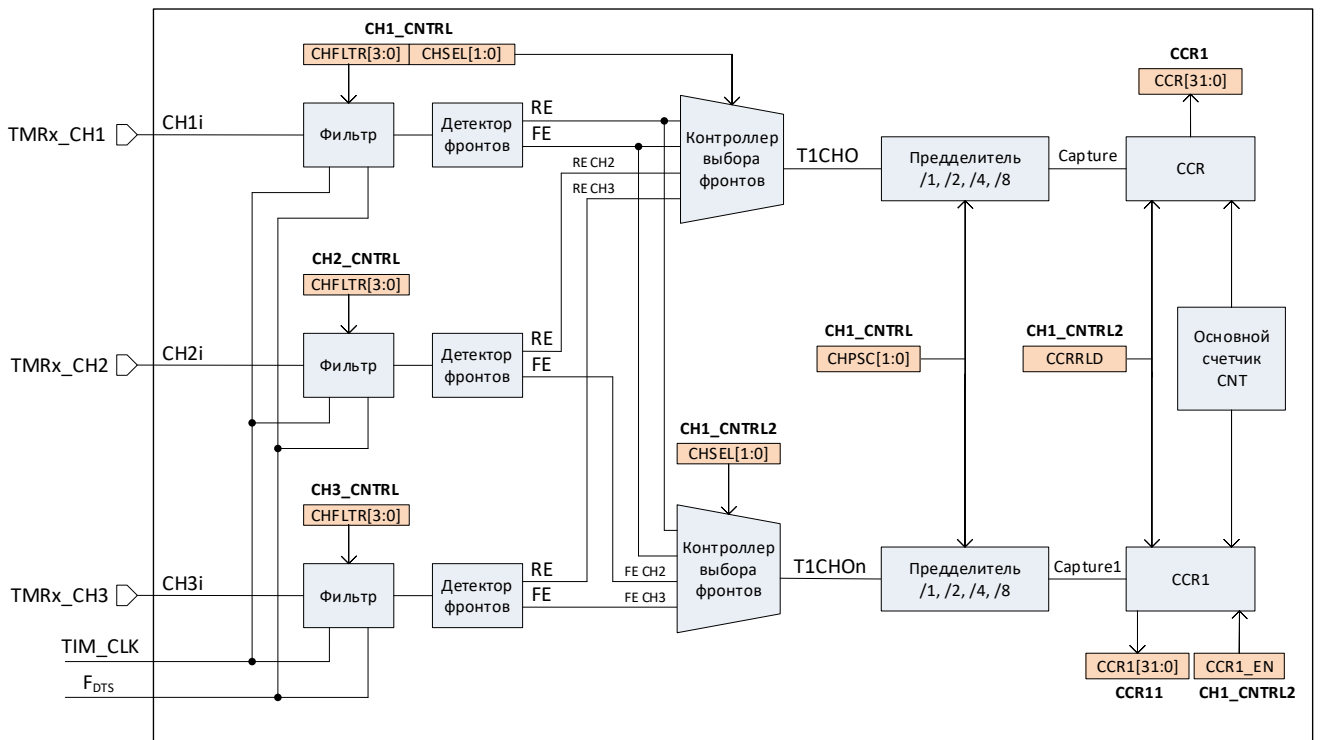 CH1_CNTRL
CHFLTR[3:0] CHSEL[1:0]
CCR1
CCR[31:0]
TMRx_CH1 CH1i
Фильтр
Детектор
фронтов
RE
FE
RE CH2
RE CH3
Контроллер
выбора
фронтов
T1CHO
Предделитель
/1, /2, /4, /8
Capture
CCR
CH2_CNTRL
CHFLTR[3:0]
TMRx_CH2 CH2i
Фильтр
Детектор
фронтов
RE
FE
CH1_CNTRL
CHPSC[1:0]
CH1_CNTRL2
CCRRLD
Основной
счетчик
CNT
CH1_CNTRL2
CHSEL[1:0]
CH3_CNTRL
CHFLTR[3:0]
TMRx_CH3 CH3i
Фильтр
Детектор
фронтов
RE
FE
FE CH2
FE CH3
Контроллер
выбора
фронтов
T1CHOn
Предделитель
/1, /2, /4, /8
Capture1
CCR1
TIM_CLK
FDTS
CCR1[31:0]
CCR11
CCR1_EN
CH1_CNTRL2